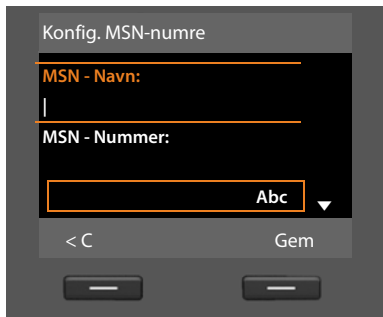 Konfig. MSN-numre
MSN - Navn:
MSN - Nummer:
Abc
< C Gem